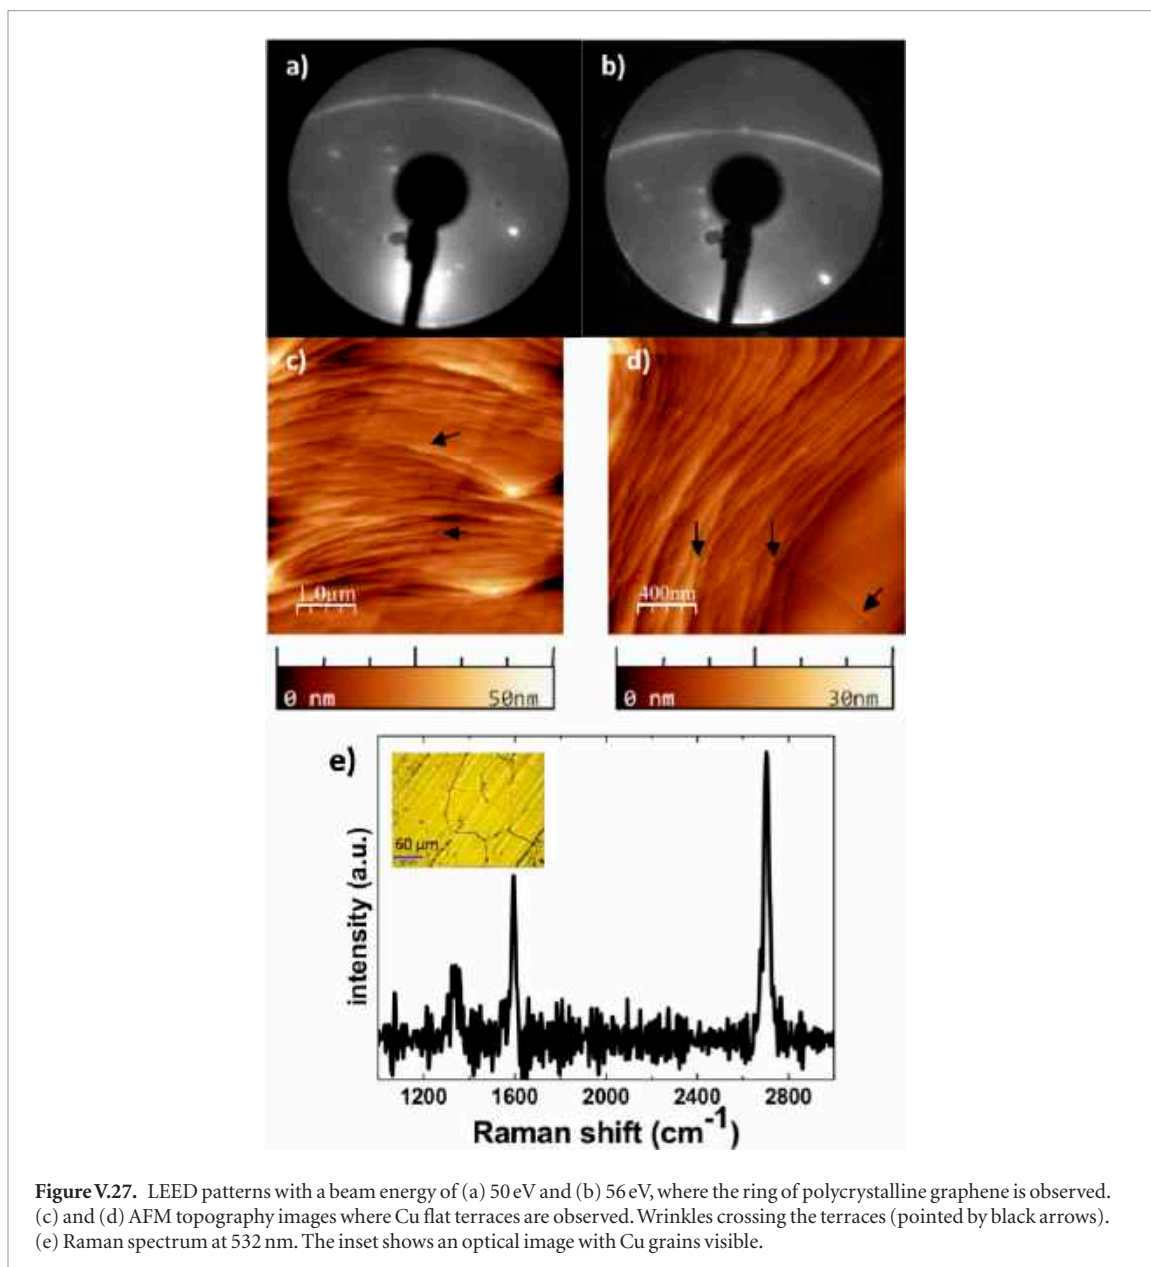 a)
b)
c)
d)
1.0μm
400nm
0 nm
50nm
0 nm
30nm
e)
60 μm
intensity (a.u.)
1200
1600
2000
2400
2800
Raman shift (cm-1)
Figure V.27. LEED patterns with a beam energy of (a) 50 eV and (b) 56 eV, where the ring of polycrystalline graphene is observed.
(c) and (d) AFM topography images where Cu flat terraces are observed. Wrinkles crossing the terraces (pointed by black arrows).
(e) Raman spectrum at 532 nm. The inset shows an optical image with Cu grains visible.